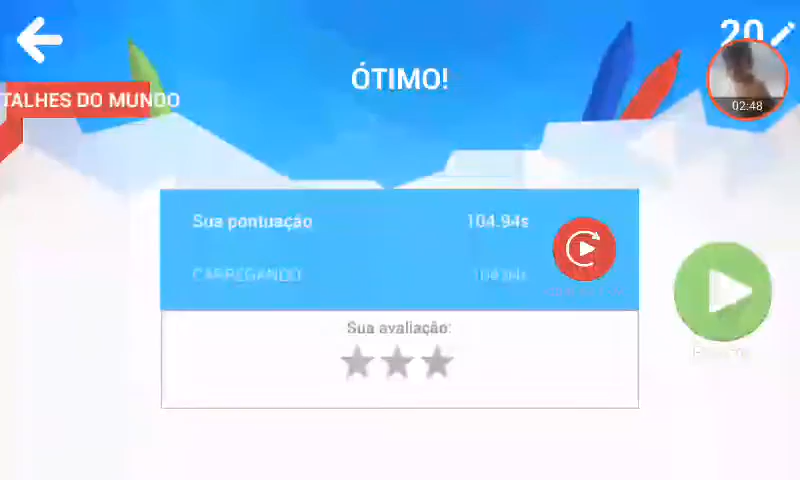 20
ÓTIMO!
TALHES DO MUNDO
02:48
Sua pontuação 104.94s
CARREGANDO
Sua avaliação: